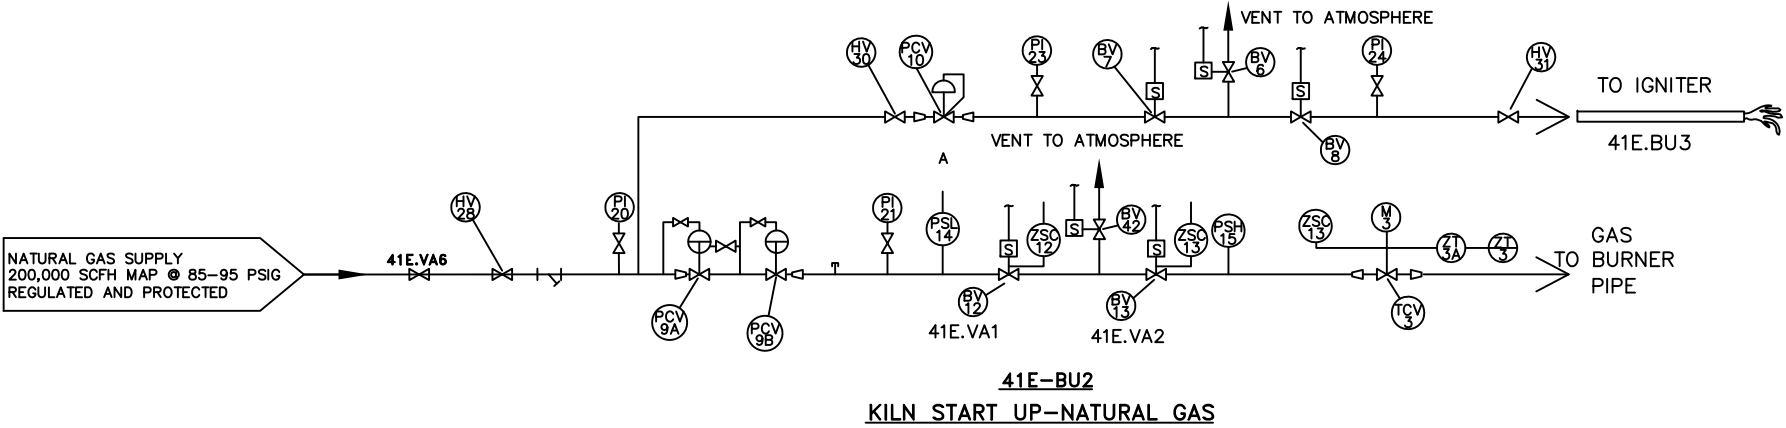 VENT TO ATMOSPHERE
HV
30
PCV
10
PI
23
BV
7
S
S
BV
6
S
PI
24
HV
31
TO IGNITER
41E.BU3
BV
8
VENT TO ATMOSPHERE
A
NATURAL GAS SUPPLY
200,000 SCFH MAP @ 85-95 PSIG
REGULATED AND PROTECTED
41E.VA6
HV
28
PI
20
PCV
9A
PCV
9B
PI
21
PSL
14
S
ZSC
12
S
BV
42
S
ZSC
13
PSH
15
ZSC
13
M
3
ZT
3A
ZT
3
GAS
TO BURNER
PIPE
BV
12
41E.VA1
BV
13
41E.VA2
TCV
3
41E-BU2
KILN START UP-NATURAL GAS